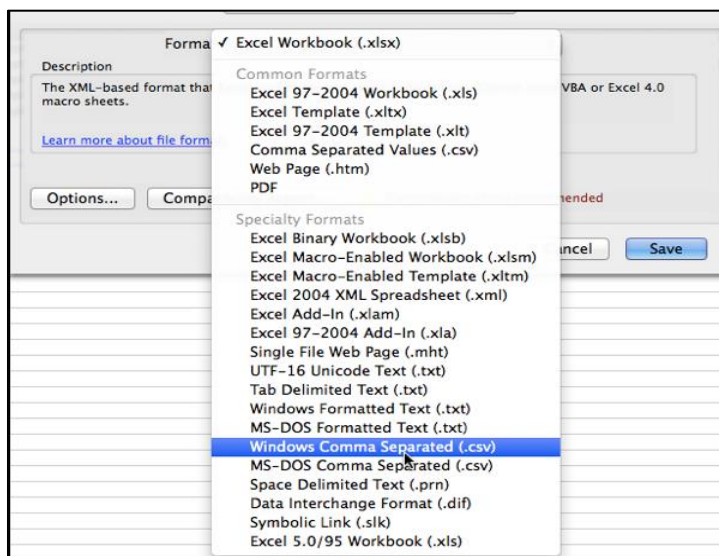 Forma ✓ Excel Workbook (.xlsx)
Description
The XML-based format that VBA or Excel 4.0
macro sheets.
Learn more about file form
Options... Compa mended
Cancel Save
Common Formats
Excel 97-2004 Workbook (.xls)
Excel Template (.xltx)
Excel 97-2004 Template (.xlt)
Comma Separated Values (.csv)
Web Page (.htm)
PDF
Specialty Formats
Excel Binary Workbook (.xlsb)
Excel Macro-Enabled Workbook (.xlsm)
Excel Macro-Enabled Template (.xltm)
Excel 2004 XML Spreadsheet (.xml)
Excel Add-In (.xlam)
Excel 97-2004 Add-In (.xla)
Single File Web Page (.mht)
UTF-16 Unicode Text (.txt)
Tab Delimited Text (.txt)
Windows Formatted Text (.txt)
MS-DOS Formatted Text (.txt)
Windows Comma Separated (.csv)
MS-DOS Comma Separated (.csv)
Space Delimited Text (.prn)
Data Interchange Format (.dif)
Symbolic Link (.slk)
Excel 5.0/95 Workbook (.xls)